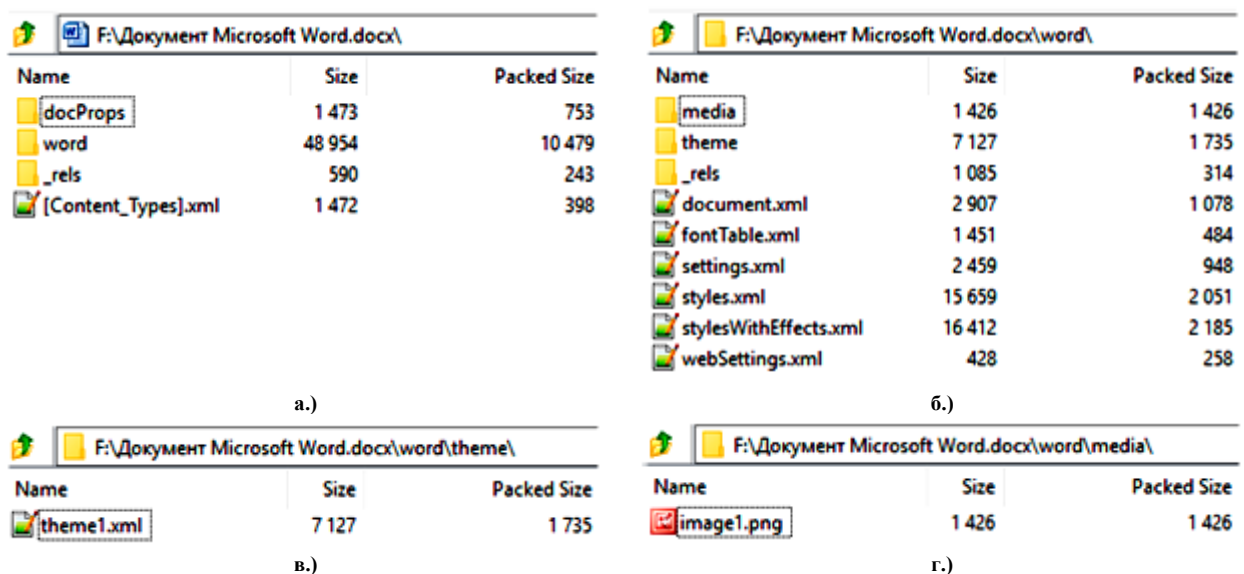 F:\Документ Microsoft Word.docx\
Name Size Packed Size
docProps 1 473 753
word 48 954 10 479
_rels 590 243
[Content_Types].xml 1 472 398
а.)
F:\Документ Microsoft Word.docx\word\
Name Size Packed Size
media 1 426 1 426
theme 7 127 1 735
_rels 1 085 314
document.xml 2 907 1 078
fontTable.xml 1 451 484
settings.xml 2 459 948
styles.xml 15 659 2 051
stylesWithEffects.xml 16 412 2 185
webSettings.xml 428 258
б.)
F:\Документ Microsoft Word.docx\word\theme\
Name Size Packed Size
theme1.xml 7 127 1 735
в.)
F:\Документ Microsoft Word.docx\word\media\
Name Size Packed Size
image1.png 1 426 1 426
г.)